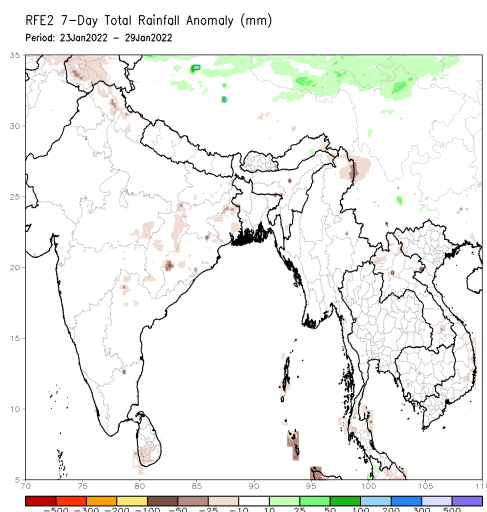 RFE2 7-Day Total Rainfall Anomaly (mm)
Period: 23Jan2022 - 29Jan2022
35
30
25
20
15
10
5
70 75 80 85 90 95 100 105 110
-500 -300 -200 -100 -50 -25 -10 10 25 50 100 200 300 500